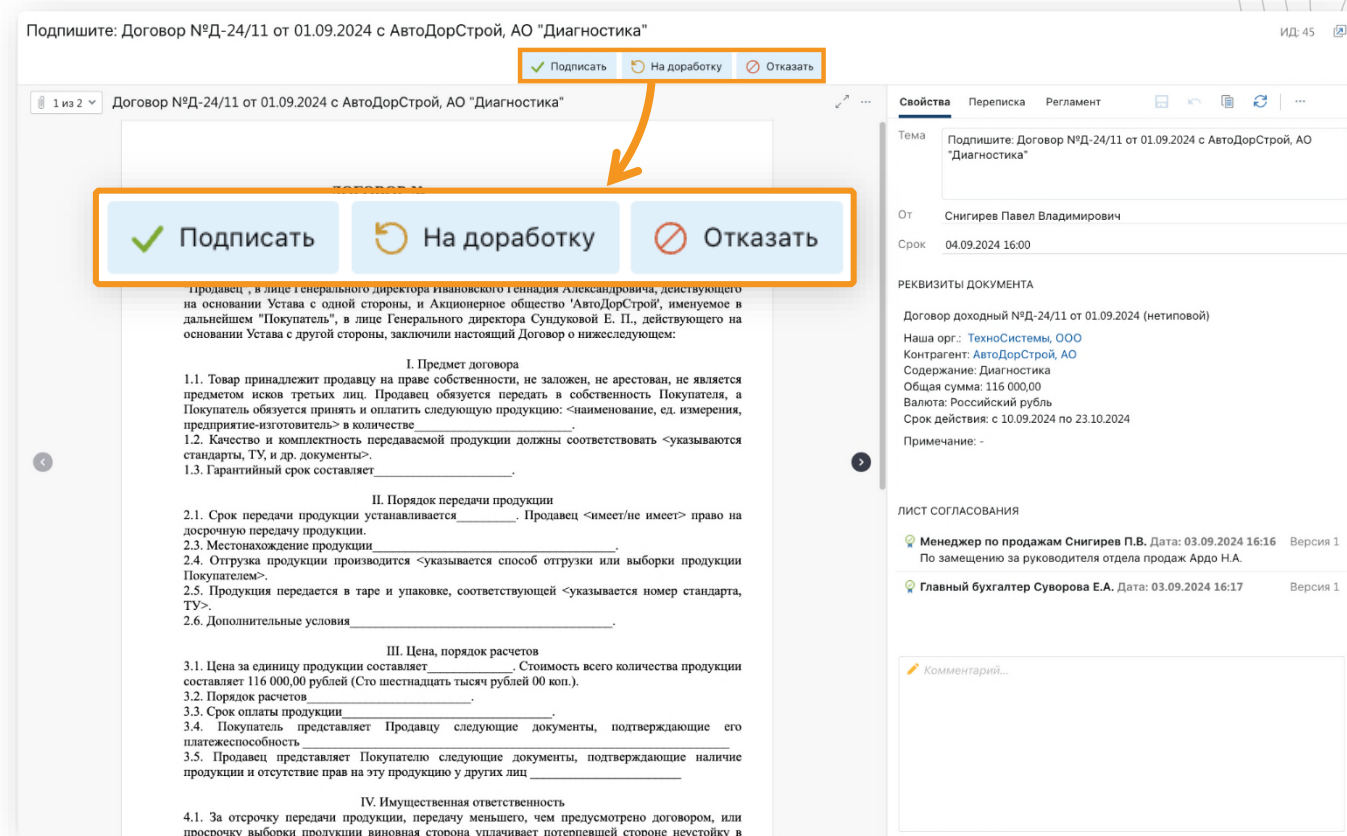 Подпишите: Договор №Д-24/11 от 01.09.2024 с АвтоДорСтрой, АО "Диагностика"
ИД: 45
Подписать На доработку Отказать
1 из 2
Договор №Д-24/11 от 01.09.2024 с АвтоДорСтрой, АО "Диагностика"
Подписать На доработку Отказать
"Продавец", в лице Генерального директора Ивановского Геннадия Александровича, действующего
на основании Устава с одной стороны, и Акционерное общество 'АвтоДорСтрой', именуемое в
дальнейшем "Покупатель", в лице Генерального директора Сундуковой Е. П., действующего на
основании Устава с другой стороны, заключили настоящий Договор о нижеследующем:
I. Предмет договора
1.1. Товар принадлежит продавцу на праве собственности, не заложен, не арестован, не является
предметом исков третьих лиц. Продавец обязуется передать в собственность Покупателя, а
Покупатель обязуется принять и оплатить следующую продукцию: <наименование, ед. измерения,
предприятие-изготовитель> в количестве_________________________.
1.2. Качество и комплектность передаваемой продукции должны соответствовать <указываются
стандарты, ТУ, и др. документы>.
1.3. Гарантийный срок составляет______________________.
II. Порядок передачи продукции
2.1. Срок передачи продукции устанавливается_________. Продавец <имеет/не имеет> право на
досрочную передачу продукции.
2.3. Местонахождение продукции_______________________________________.
2.4. Отгрузка продукции производится <указывается способ отгрузки или выборки продукции
Покупателем>.
2.5. Продукция передается в таре и упаковке, соответствующей <указывается номер стандарта,
ТУ>.
2.6. Дополнительные условия__________________________________________.
III. Цена, порядок расчетов
3.1. Цена за единицу продукции составляет_____________. Стоимость всего количества продукции
составляет 116 000,00 рублей (Сто шестнадцать тысяч рублей 00 коп.).
3.2. Порядок расчетов__________________________.
3.3. Срок оплаты продукции__________________________________.
3.4. Покупатель представляет Продавцу следующие документы, подтверждающие его
платежеспособность ____________________________________________________________________
3.5. Продавец представляет Покупателю следующие документы, подтверждающие наличие
продукции и отсутствие прав на эту продукцию у других лиц ________________________
IV. Имущественная ответственность
4.1. За отсрочку передачи продукции, передачу меньшего, чем предусмотрено договором, или
просрочку выборки продукции виновная сторона уплачивает потерпевшей стороне неустойку в
Свойства Переписка Регламент
Тема
Подпишите: Договор №Д-24/11 от 01.09.2024 с АвтоДорСтрой, АО
"Диагностика"
От Снигирев Павел Владимирович
Срок 04.09.2024 16:00
РЕКВИЗИТЫ ДОКУМЕНТА
Договор доходный №Д-24/11 от 01.09.2024 (нетиповой)
Наша орг.: ТехноСистемы, ООО
Контрагент: АвтоДорСтрой, АО
Содержание: Диагностика
Общая сумма: 116 000,00
Валюта: Российский рубль
Срок действия: с 10.09.2024 по 23.10.2024
Примечание: -
ЛИСТ СОГЛАСОВАНИЯ
Менеджер по продажам Снигирев П.В. Дата: 03.09.2024 16:16 Версия 1
По замещению за руководителя отдела продаж Ардо Н.А.
Главный бухгалтер Суворова Е.А. Дата: 03.09.2024 16:17 Версия 1
Комментарий...